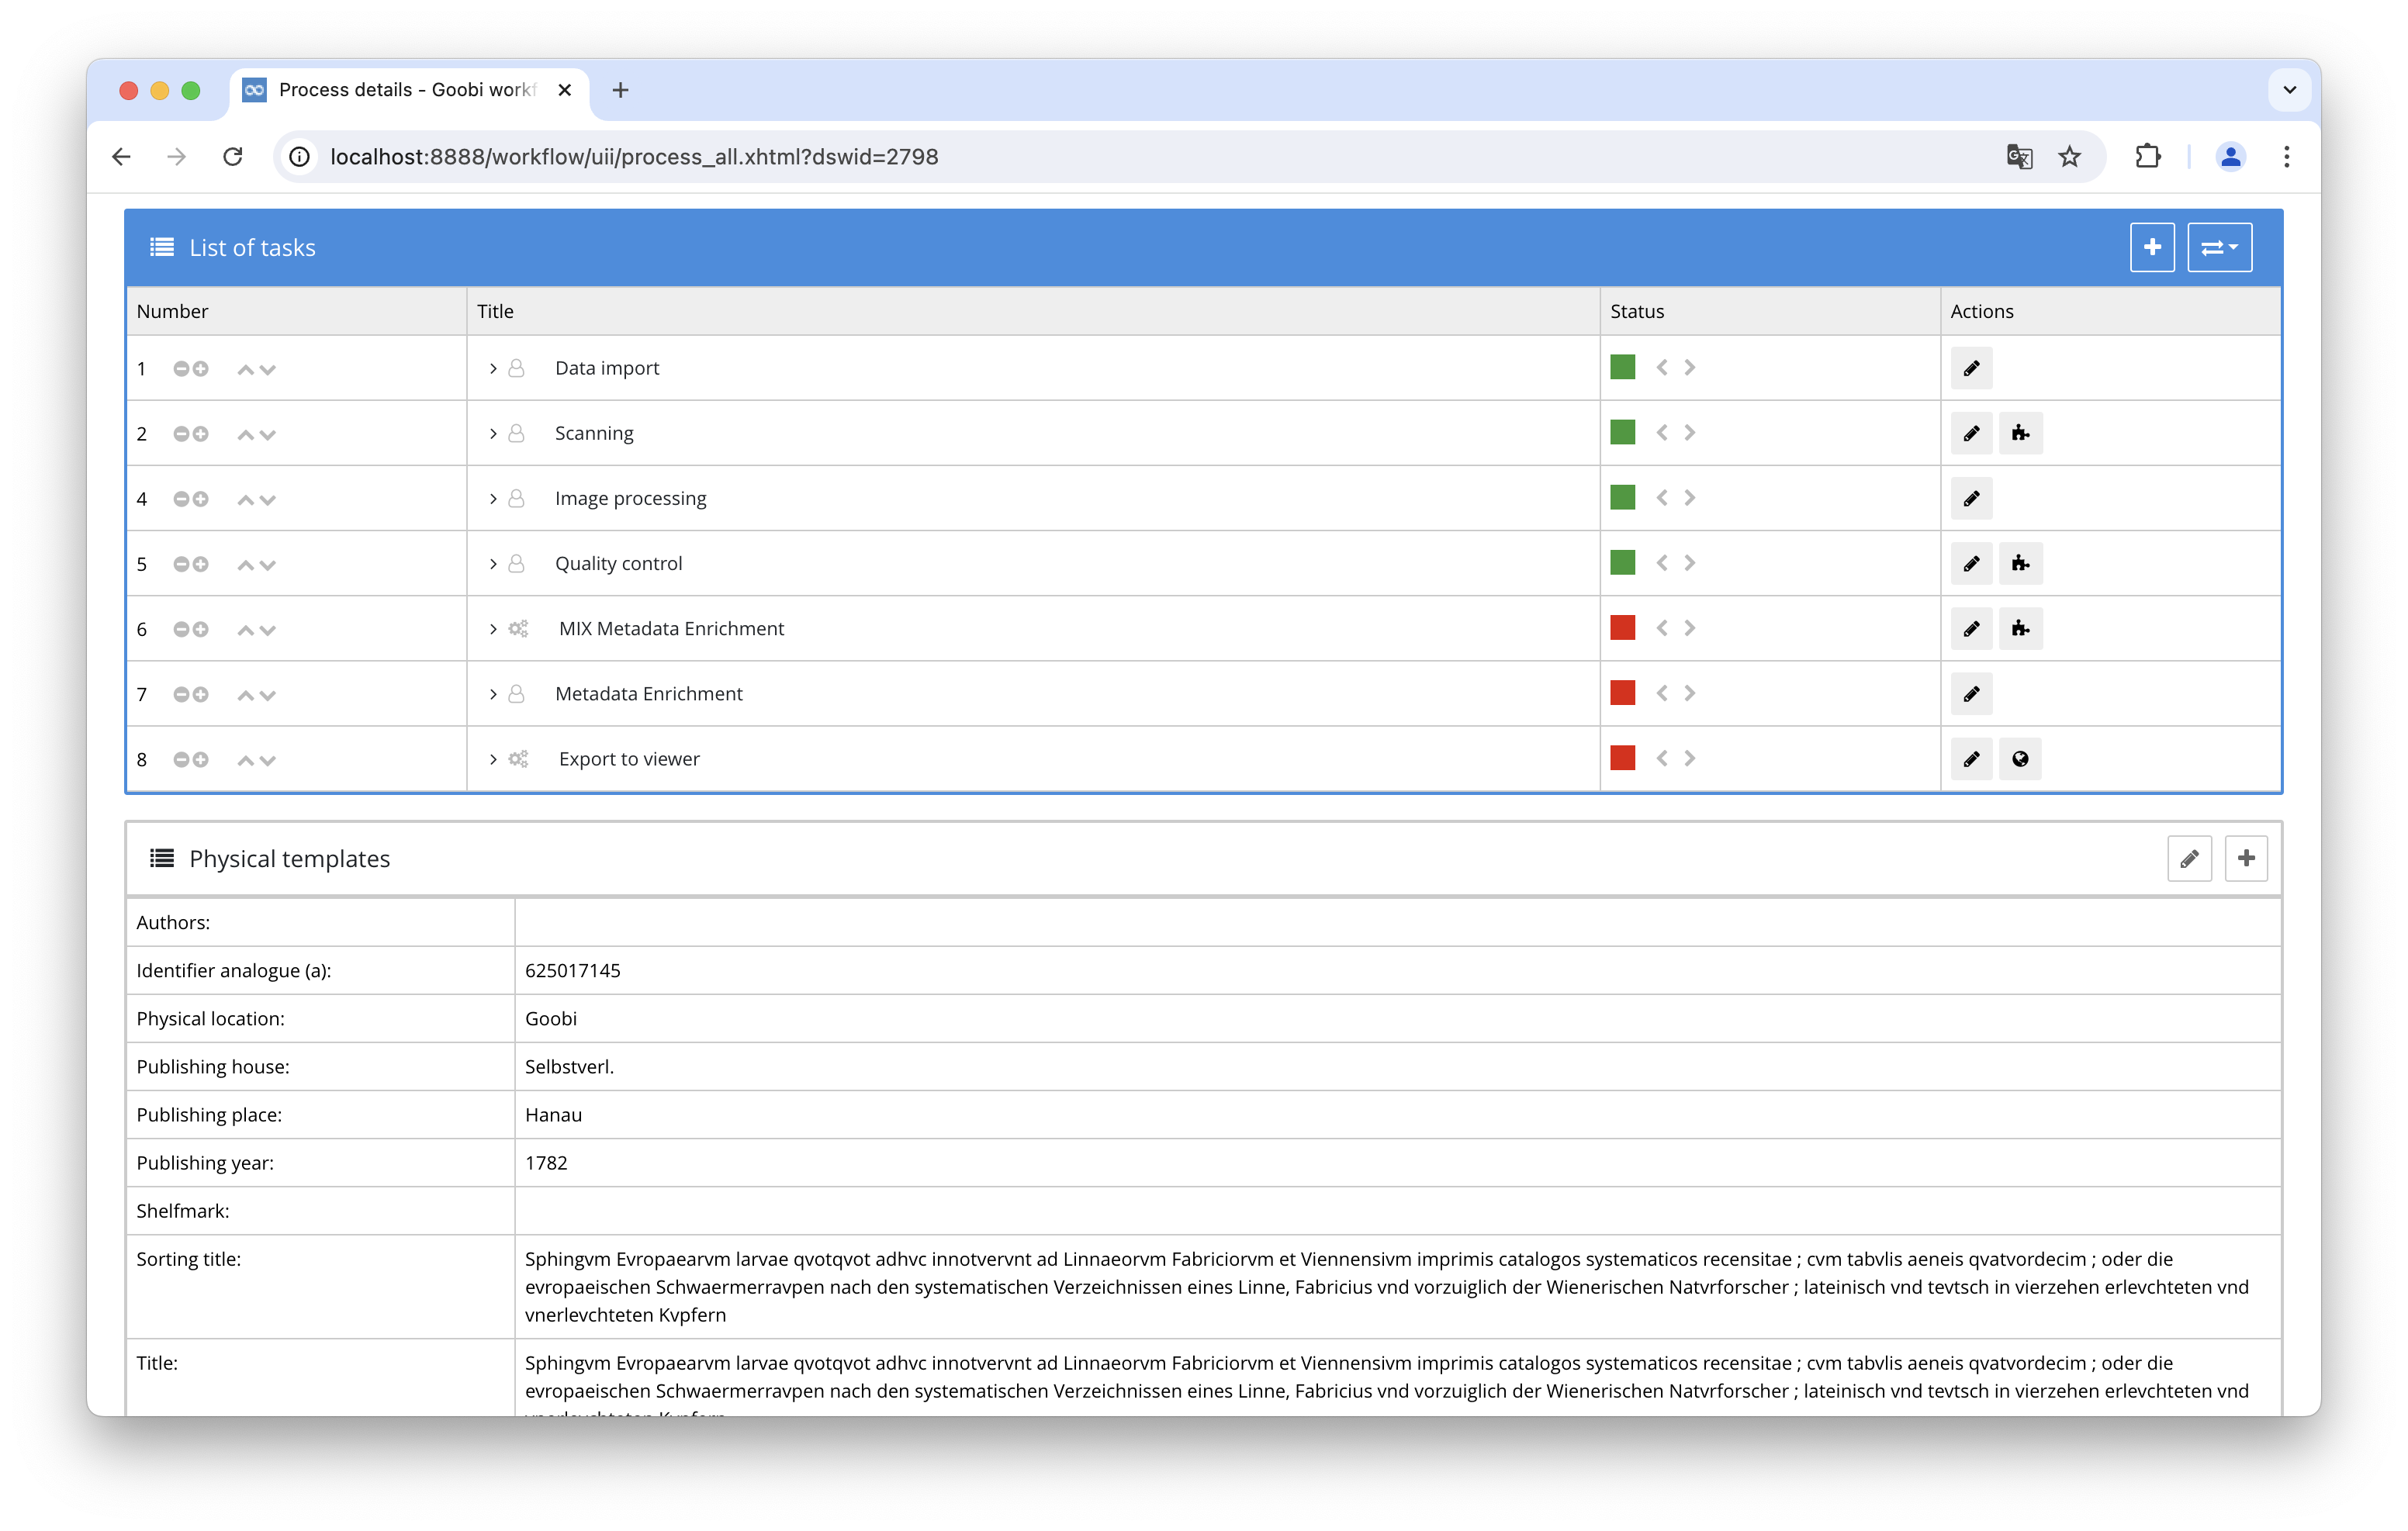 Process details - Goobi workf
localhost:8888/workflow/uii/process_all.xhtml?dswid=2798
List of tasks
Number Title Status Actions
1 Data import
2 Scanning
4 Image processing
5 Quality control
6 MIX Metadata Enrichment
7 Metadata Enrichment
8 Export to viewer
Physical templates
Authors:
Identifier analogue (a): 625017145
Physical location: Goobi
Publishing house: Selbstverl.
Publishing place: Hanau
Publishing year: 1782
Shelfmark:
Sorting title: Sphingvm Evropaearvm larvae qvotqvot adhvc innotvervnt ad Linnaeorvm Fabriciorvm et Viennensivm imprimis catalogos systematicos recensitae ; cvm tabvlis aeneis qvatvordecim ; oder die
evropaeischen Schwaermerravpen nach den systematischen Verzeichnissen eines Linne, Fabricius vnd vorzuiglich der Wienerischen Natvrforscher ; lateinisch vnd tevtsch in vierzehen erlevchteten vnd
vnerlevchteten Kvpfern
Title: Sphingvm Evropaearvm larvae qvotqvot adhvc innotvervnt ad Linnaeorvm Fabriciorvm et Viennensivm imprimis catalogos systematicos recensitae ; cvm tabvlis aeneis qvatvordecim ; oder die
evropaeischen Schwaermerravpen nach den systematischen Verzeichnissen eines Linne, Fabricius vnd vorzuiglich der Wienerischen Natvrforscher ; lateinisch vnd tevtsch in vierzehen erlevchteten vnd